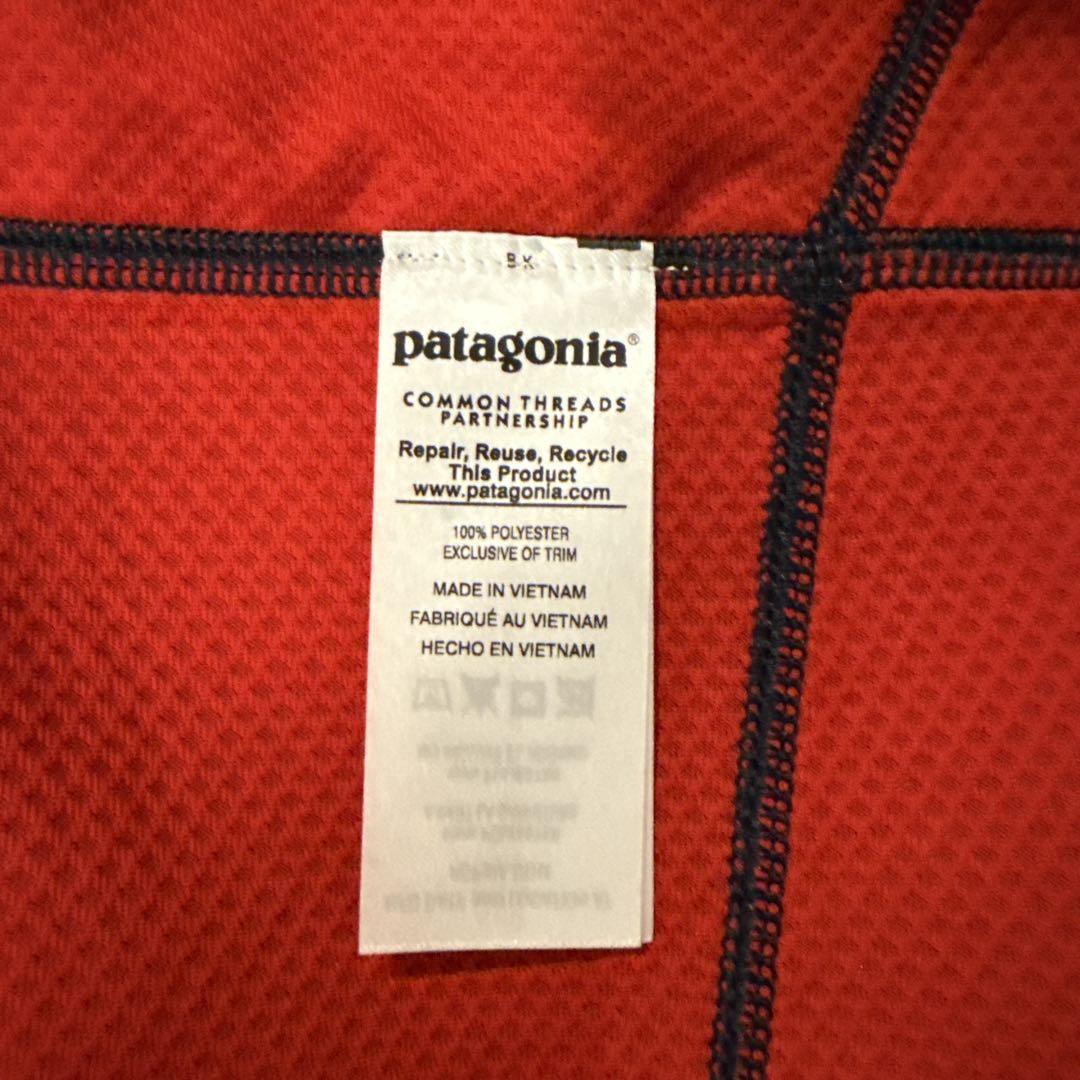 BK
patagonia®
COMMON THREADS
PARTNERSHIP
Repair, Reuse, Recycle
This Product
www.patagonia.com
100% POLYESTER
EXCLUSIVE OF TRIM
MADE IN VIETNAM
FABRIQUÉ AU VIETNAM
HECHO EN VIETNAM